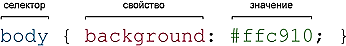 селектор свойство значение
body { background: #ffc910; }